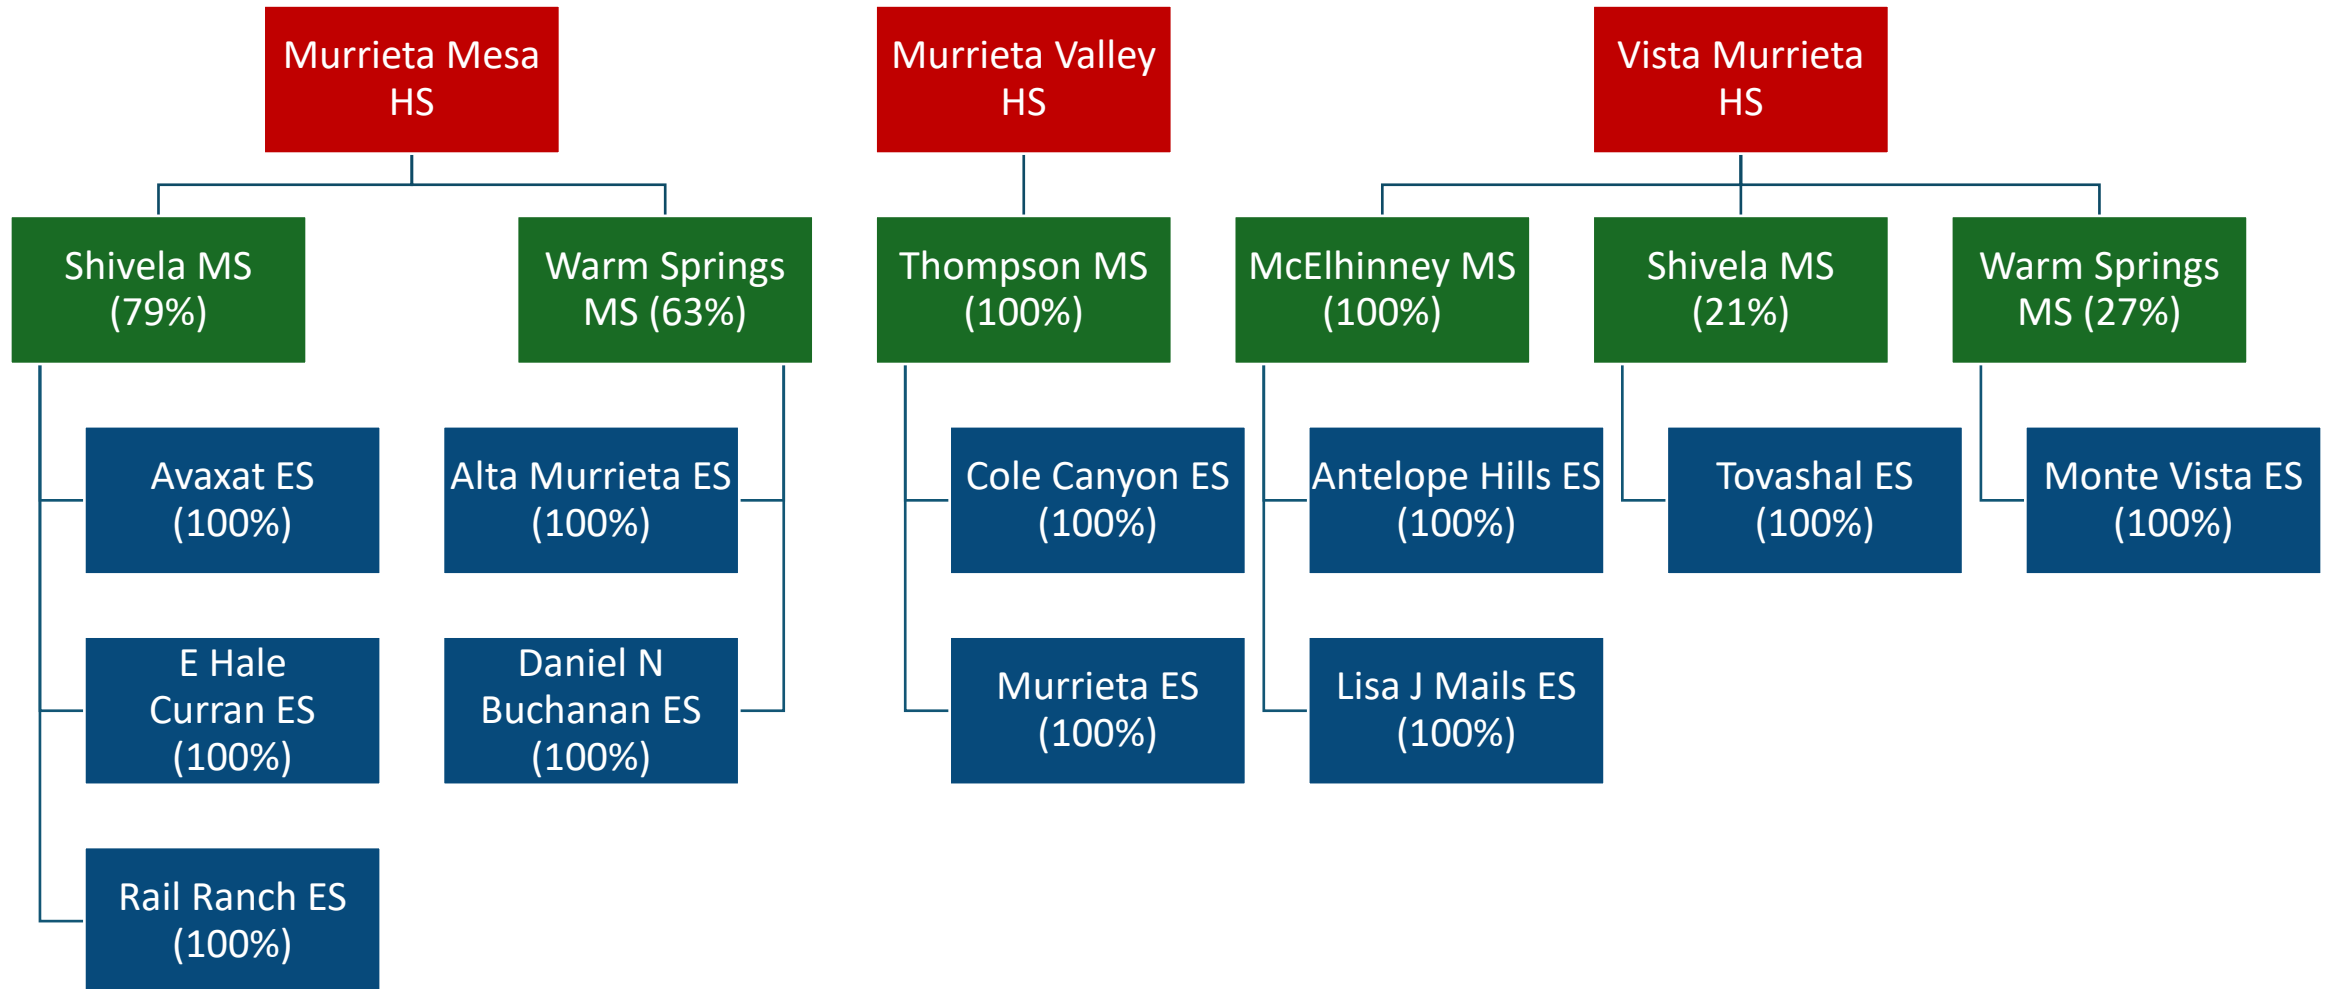 Murrieta Mesa
HS
Murrieta Valley
HS
Vista Murrieta
HS
Shivela MS
(79%)
Warm Springs
MS (63%)
Thompson MS
(100%)
McElhinney MS
(100%)
Shivela MS
(21%)
Warm Springs
MS (27%)
Avaxat ES
(100%)
Alta Murrieta ES
(100%)
Cole Canyon ES
(100%)
Antelope Hills ES
(100%)
Tovashal ES
(100%)
Monte Vista ES
(100%)
E Hale
Curran ES
(100%)
Daniel N
Buchanan ES
(100%)
Murrieta ES
(100%)
Lisa J Mails ES
(100%)
Rail Ranch ES
(100%)